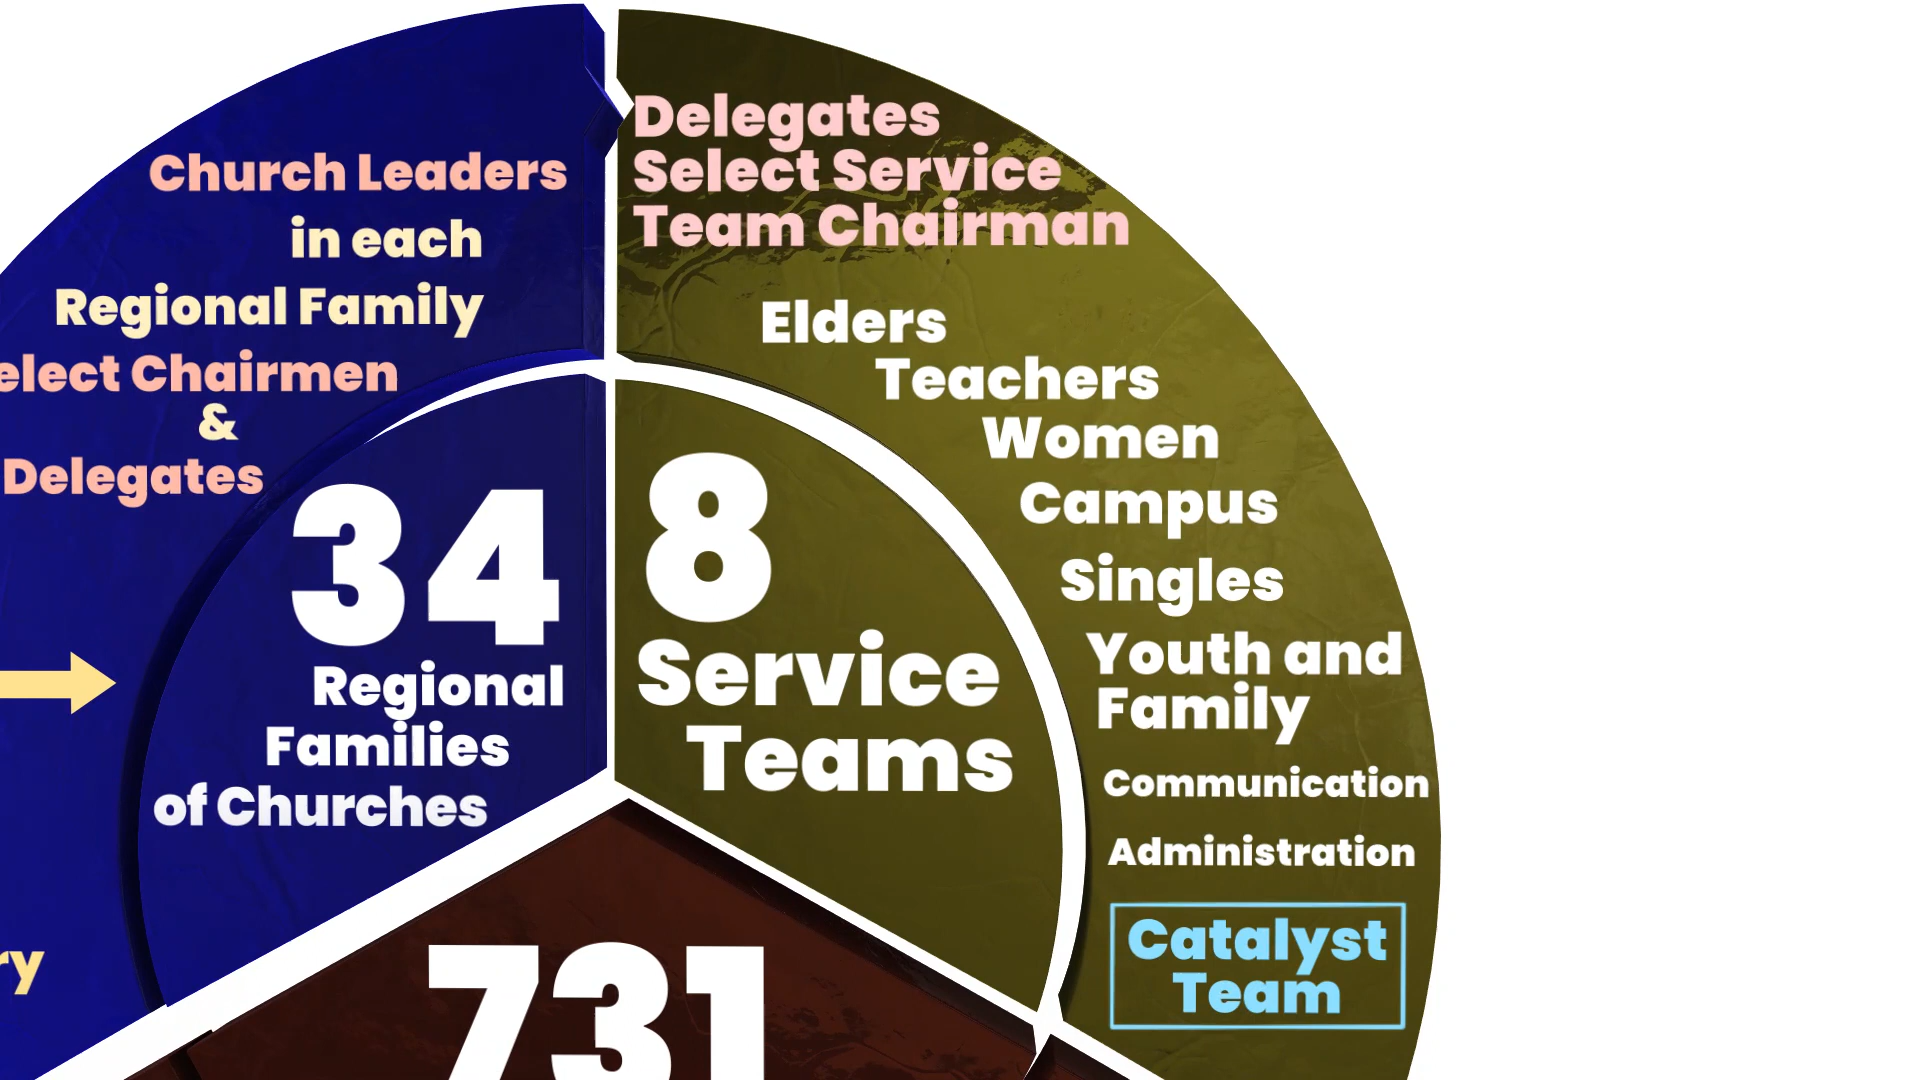 Church Leaders
in each
Regional Family
elect Chairmen
&
Delegates
34
Regional
Families
of Churches
ry
Delegates
Select Service
Team Chairman
Elders
Teachers
Women
Campus
Singles
Youth and
Family
Communication
Administration
Catalyst
Team
8
Service
Teams
731